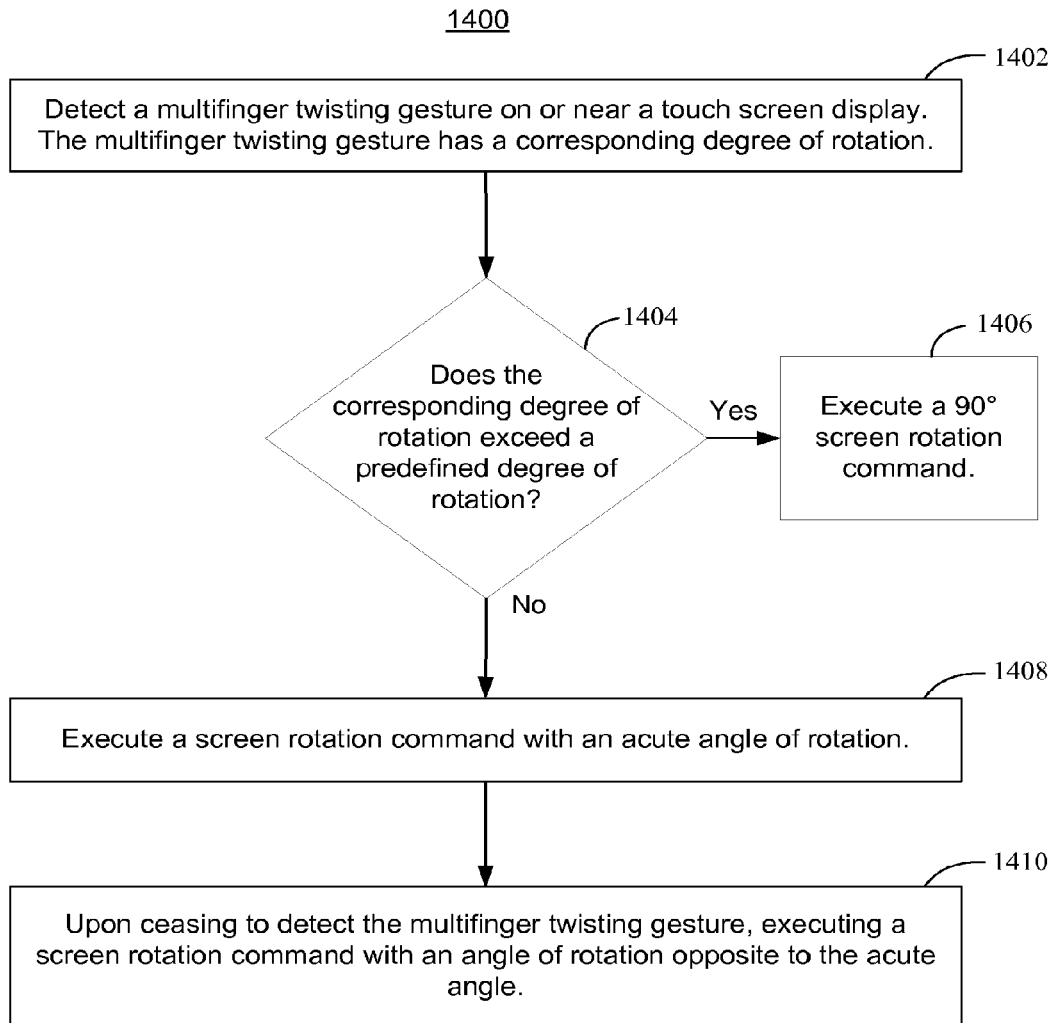 1400
1402
Detect a multifinger twisting gesture on or near a touch screen display.
The multifinger twisting gesture has a corresponding degree of rotation.
1404
Does the
corresponding degree of
rotation exceed a
predefined degree of
rotation?
Yes
1406
Execute a 90°
screen rotation
command.
No
1408
Execute a screen rotation command with an acute angle of rotation.
1410
Upon ceasing to detect the multifinger twisting gesture, executing a
screen rotation command with an angle of rotation opposite to the acute
angle.